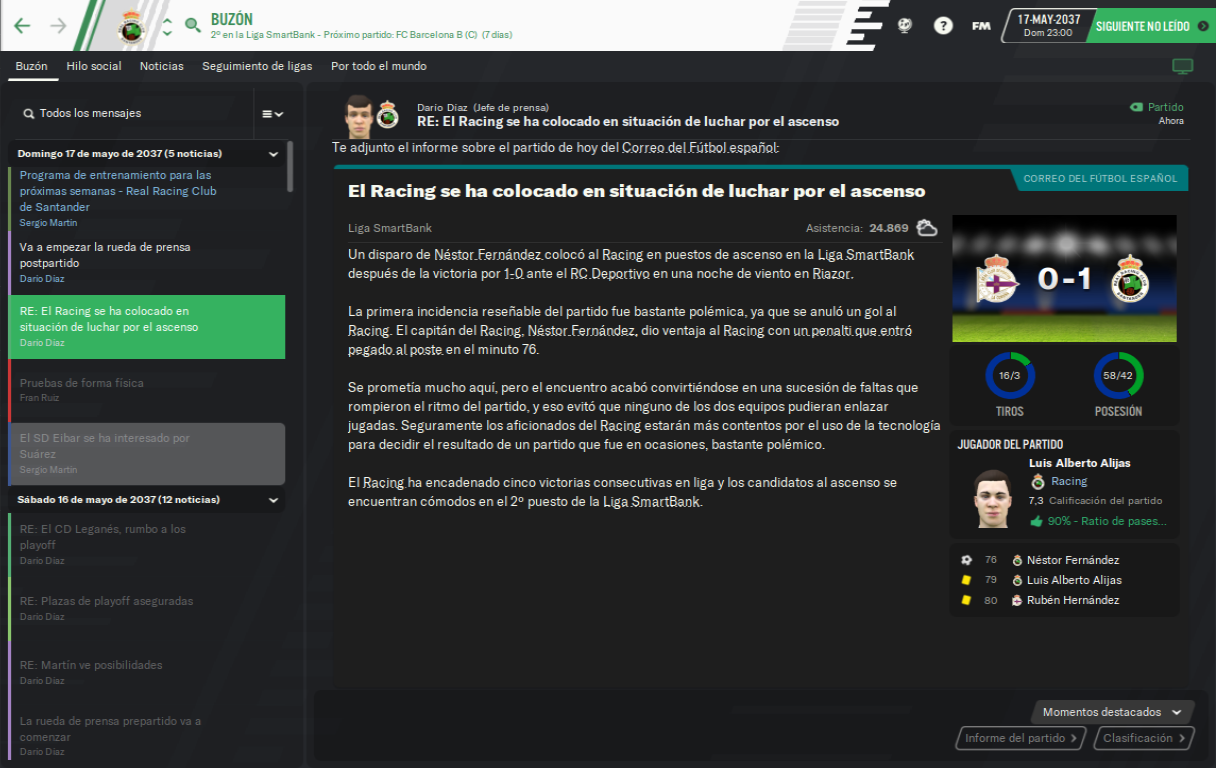 BUZÓN
2º en la Liga SmartBank - Próximo partido: FC Barcelona B (C) (7 días)
?
FM
17-MAY-2037
Dom 23:00
SIGUIENTE NO LEÍDO
Buzón
Hilo social
Noticias
Seguimiento de ligas
Por todo el mundo
Todos los mensajes
Domingo 17 de mayo de 2037 (5 noticias)
Programa de entrenamiento para las
próximas semanas - Real Racing Club
de Santander
Sergio Martín
Va a empezar la rueda de prensa
postpartido
Darío Díaz
RE: El Racing se ha colocado en
situación de luchar por el ascenso
Darío Díaz
Pruebas de forma física
Fran Ruiz
El SD Eibar se ha interesado por
Suárez
Sergio Martín
Sábado 16 de mayo de 2037 (12 noticias)
RE: El CD Leganés, rumbo a los
playoff
Darío Díaz
RE: Plazas de playoff aseguradas
Darío Díaz
RE: Martín ve posibilidades
Darío Díaz
La rueda de prensa prepartido va a
comenzar
Darío Díaz
Darío Díaz (Jefe de prensa)
RE: El Racing se ha colocado en situación de luchar por el ascenso
Partido
Ahora
Te adjunto el informe sobre el partido de hoy del Correo del Fútbol español:
CORREO DEL FÚTBOL ESPAÑOL
El Racing se ha colocado en situación de luchar por el ascenso
Liga SmartBank
Asistencia: 24.869
Un disparo de Néstor Fernández colocó al Racing en puestos de ascenso en la Liga SmartBank
después de la victoria por 1-0 ante el RC Deportivo en una noche de viento en Riazor.
La primera incidencia reseñable del partido fue bastante polémica, ya que se anuló un gol al
Racing. El capitán del Racing, Néstor Fernández, dio ventaja al Racing con un penalti que entró
pegado al poste en el minuto 76.
Se prometía mucho aquí, pero el encuentro acabó convirtiéndose en una sucesión de faltas que
rompieron el ritmo del partido, y eso evitó que ninguno de los dos equipos pudieran enlazar
jugadas. Seguramente los aficionados del Racing estarán más contentos por el uso de la tecnología
para decidir el resultado de un partido que fue en ocasiones, bastante polémico.
El Racing ha encadenado cinco victorias consecutivas en liga y los candidatos al ascenso se
encuentran cómodos en el 2º puesto de la Liga SmartBank.
0-1
16/3
58/42
TIROS
POSESIÓN
JUGADOR DEL PARTIDO
Luis Alberto Alijas
Racing
7,3 Calificación del partido
90% - Ratio de pases...
76 Néstor Fernández
79 Luis Alberto Alijas
80 Rubén Hernández
Momentos destacados
Informe del partido
Clasificación